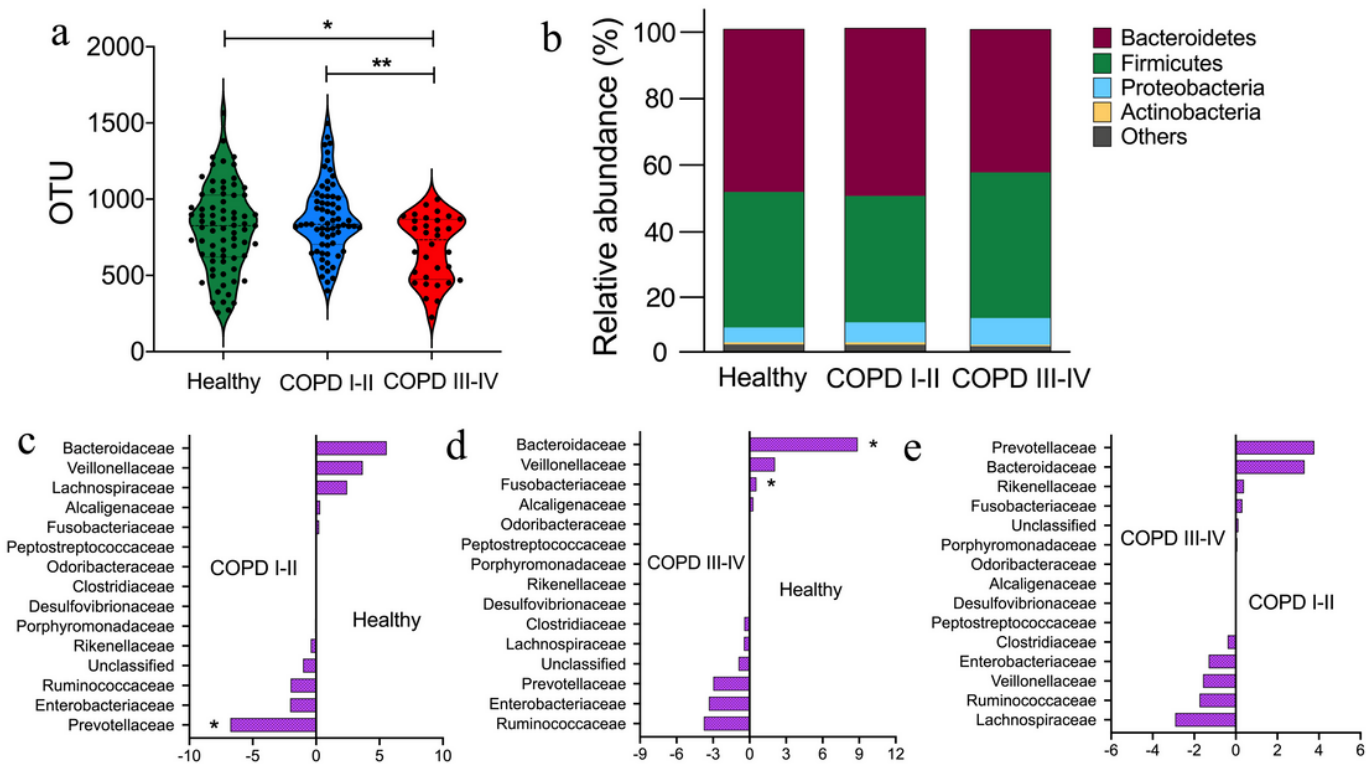 a
OTU
2000
1500
1000
500
0
*
**
Healthy
COPD I-II
COPD III-IV
b
Relative abundance (%)
100
80
60
40
20
0
Healthy
COPD I-II
COPD III-IV
Bacteroidetes
Firmicutes
Proteobacteria
Actinobacteria
Others
c
Bacteroidaceae
Veillonellaceae
Lachnospiraceae
Alcaligenaceae
Fusobacteriaceae
Peptostreptococcaceae
Odoribacteraceae
Clostridiaceae
Desulfovibrionaceae
Porphyromonadaceae
Rikenellaceae
Unclassified
Ruminococcaceae
Enterobacteriaceae
Prevotellaceae
COPD I-II
Healthy
*
-10 -5 0 5 10
d
Bacteroidaceae
Veillonellaceae
Fusobacteriaceae
Alcaligenaceae
Odoribacteraceae
Peptostreptococcaceae
Porphyromonadaceae
Rikenellaceae
Desulfovibrionaceae
Clostridiaceae
Lachnospiraceae
Unclassified
Prevotellaceae
Enterobacteriaceae
Ruminococcaceae
*
*
COPD III-IV
Healthy
-9 -6 -3 0 3 6 9 12
e
Prevotellaceae
Bacteroidaceae
Rikenellaceae
Fusobacteriaceae
Unclassified
Porphyromonadaceae
Odoribacteraceae
Alcaligenaceae
Desulfovibrionaceae
Peptostreptococcaceae
Clostridiaceae
Enterobacteriaceae
Veillonellaceae
Ruminococcaceae
Lachnospiraceae
COPD III-IV
COPD I-II
-6 -4 -2 0 2 4 6